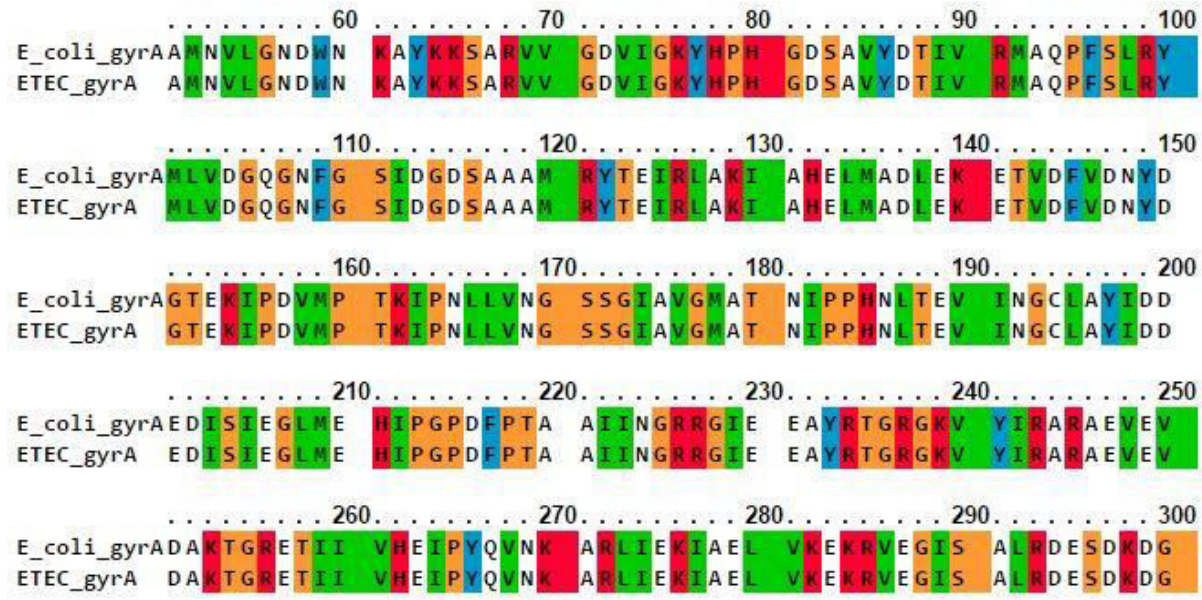 . . . . . . . . . 60 . . . . . . . . . 70 . . . . . . . . . 80 . . . . . . . . . 90 . . . . . . . . . 100
E_coli_gyrA AMNVLGNDWN KAYKKSARVV GDVIGKYHPH GDSAVYDTIV RMAQPFSLRY
ETEC_gyrA AMNVLGNDWN KAYKKSARVV GDVIGKYHPH GDSAVYDTIV RMAQPFSLRY
. . . . . . . . . 110 . . . . . . . . . 120 . . . . . . . . . 130 . . . . . . . . . 140 . . . . . . . . . 150
E_coli_gyrA MLVDGQGNFG SIDGDSAAAM RYTEIRLAKI AHELMADLEK ETVDFVDNYD
ETEC_gyrA MLVDGQGNFG SIDGDSAAAM RYTEIRLAKI AHELMADLEK ETVDFVDNYD
. . . . . . . . . 160 . . . . . . . . . 170 . . . . . . . . . 180 . . . . . . . . . 190 . . . . . . . . . 200
E_coli_gyrA GTEKIPDVMP TKIPNLLVNG SSGIAVGMAT NIPPHNLTEV INGCLAYIDD
ETEC_gyrA GTEKIPDVMP TKIPNLLVNG SSGIAVGMAT NIPPHNLTEV INGCLAYIDD
. . . . . . . . . 210 . . . . . . . . . 220 . . . . . . . . . 230 . . . . . . . . . 240 . . . . . . . . . 250
E_coli_gyrA EDISIEGLME HIPGPDFPTA AIINGRRGIE EAYRTGRGKV YIRARAEVEV
ETEC_gyrA EDISIEGLME HIPGPDFPTA AIINGRRGIE EAYRTGRGKV YIRARAEVEV
. . . . . . . . . 260 . . . . . . . . . 270 . . . . . . . . . 280 . . . . . . . . . 290 . . . . . . . . . 300
E_coli_gyrA DAKTGRETII VHEIPYQVNK ARLIEKIAEL VKEKRVEGIS ALRDESDKDG
ETEC_gyrA DAKTGRETII VHEIPYQVNK ARLIEKIAEL VKEKRVEGIS ALRDESDKDG